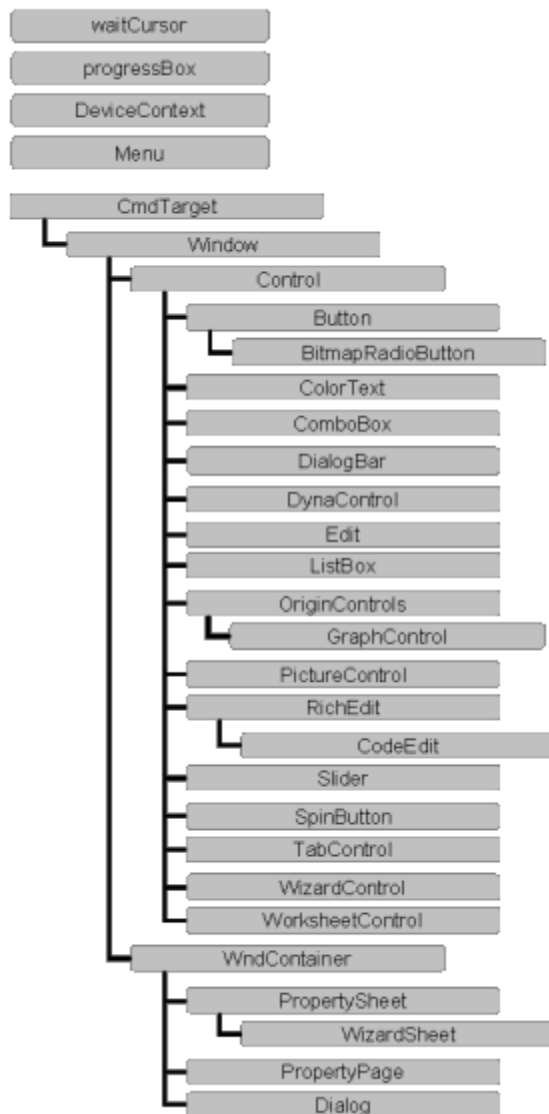 waitCursor
progressBox
DeviceContext
Menu
CmdTarget
Window
Control
Button
BitmapRadioButton
ColorText
ComboBox
DialogBar
DynaControl
Edit
ListBox
OriginControls
GraphControl
PictureControl
RichEdit
CodeEdit
Slider
SpinButton
TabControl
WizardControl
WorksheetControl
WndContainer
PropertySheet
WizardSheet
PropertyPage
Dialog